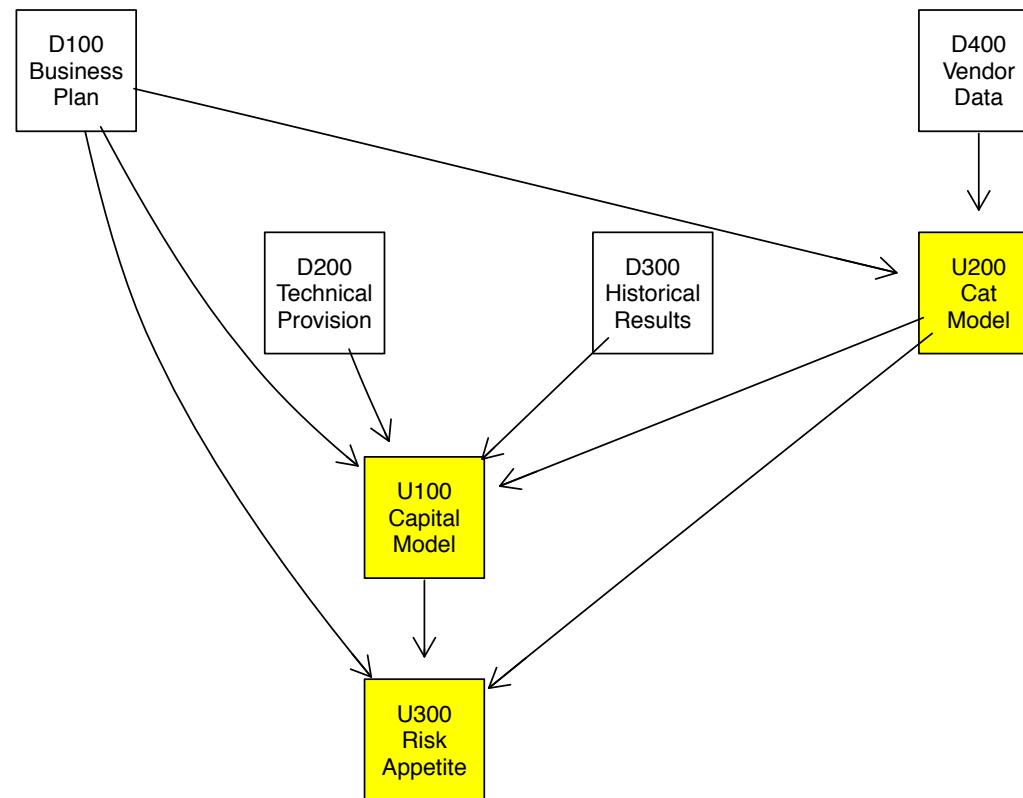 D100
Business
Plan
D400
Vendor
Data
D200
Technical
Provision
D300
Historical
Results
U200
Cat
Model
U100
Capital
Model
U300
Risk
Appetite